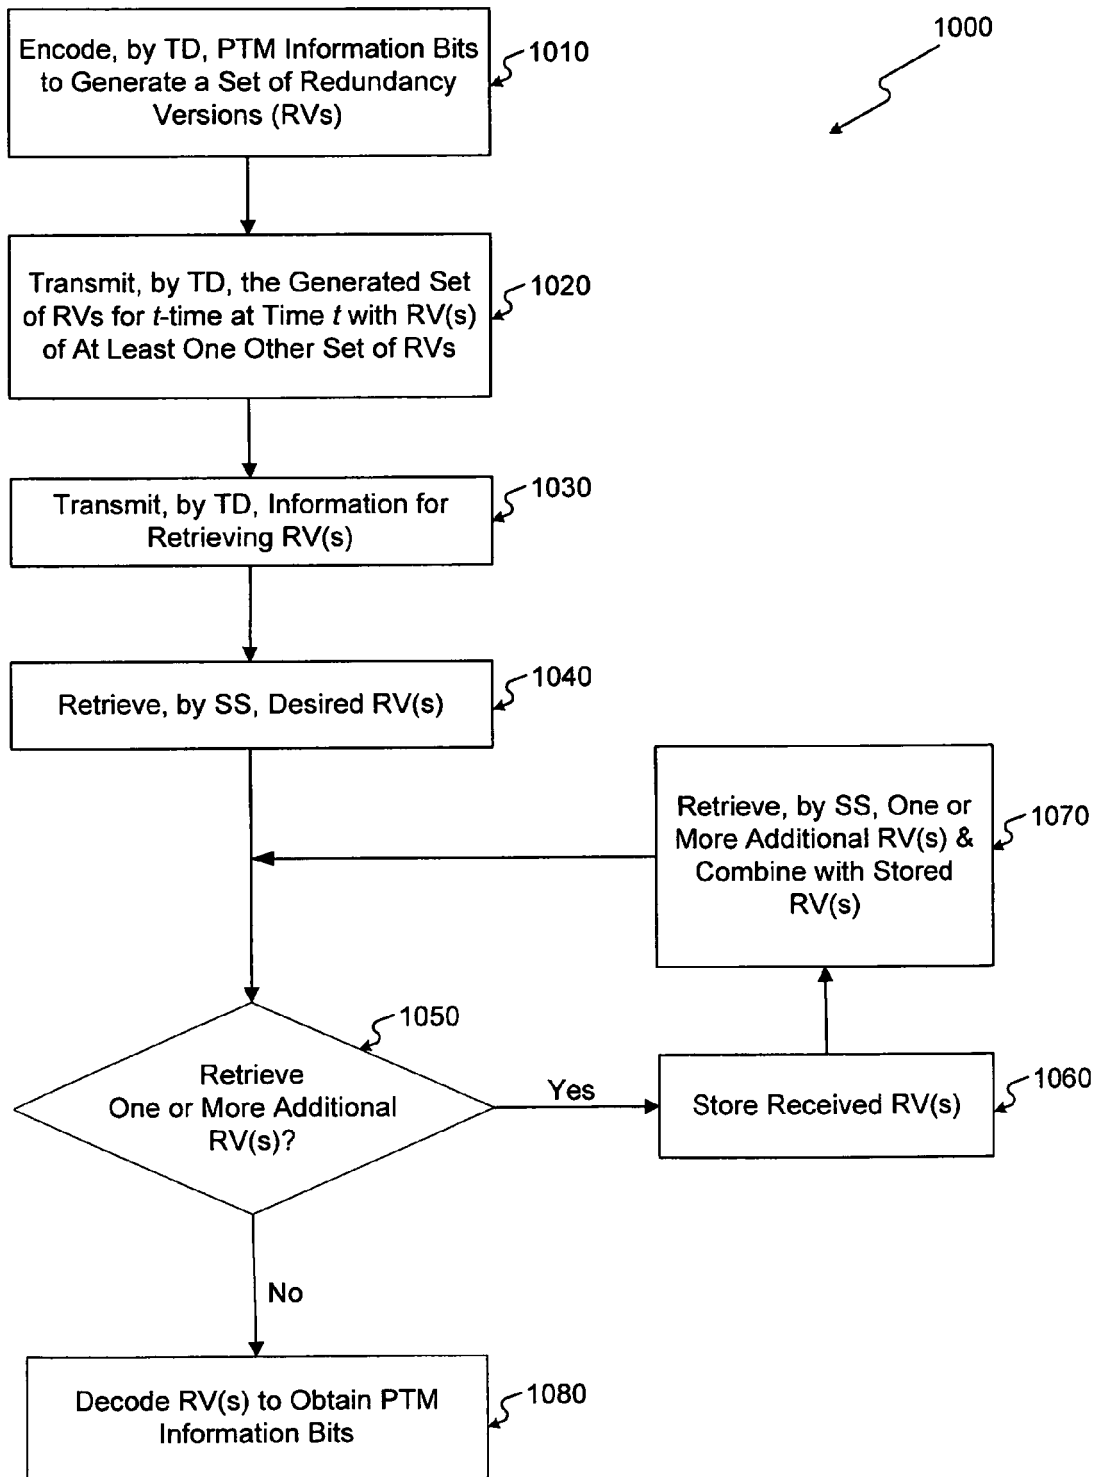 1000
Encode, by TD, PTM Information Bits
to Generate a Set of Redundancy
Versions (RVs)
1010
Transmit, by TD, the Generated Set
of RVs for t-time at Time t with RV(s)
of At Least One Other Set of RVs
1020
Transmit, by TD, Information for
Retrieving RV(s)
1030
Retrieve, by SS, Desired RV(s)
1040
Retrieve, by SS, One or
More Additional RV(s) &
Combine with Stored
RV(s)
1070
Retrieve
One or More Additional
RV(s)?
1050
Yes
Store Received RV(s)
1060
No
Decode RV(s) to Obtain PTM
Information Bits
1080